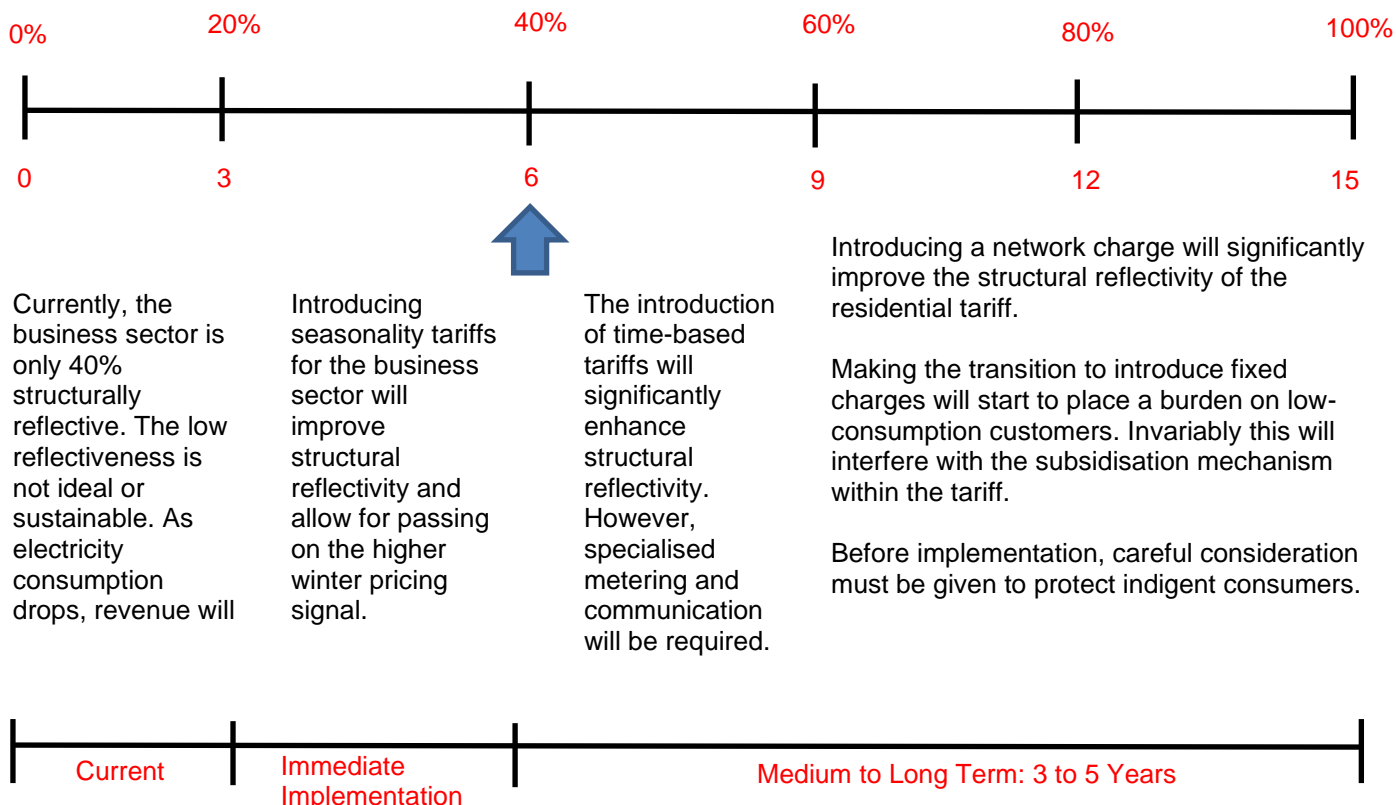 0% 20% 40% 60% 80% 100%
0 3 6 9 12 15
Currently, the
business sector is
only 40%
structurally
reflective. The low
reflectiveness is
not ideal or
sustainable. As
electricity
consumption
drops, revenue will
Introducing
seasonality tariffs
for the business
sector will
improve
structural
reflectivity and
allow for passing
on the higher
winter pricing
signal.
The introduction
of time-based
tariffs will
significantly
enhance
structural
reflectivity.
However,
specialised
metering and
communication
will be required.
Introducing a network charge will significantly
improve the structural reflectivity of the
residential tariff.
Making the transition to introduce fixed
charges will start to place a burden on low-
consumption customers. Invariably this will
interfere with the subsidisation mechanism
within the tariff.
Before implementation, careful consideration
must be given to protect indigent consumers.
Current
Immediate
Implementation
Medium to Long Term: 3 to 5 Years